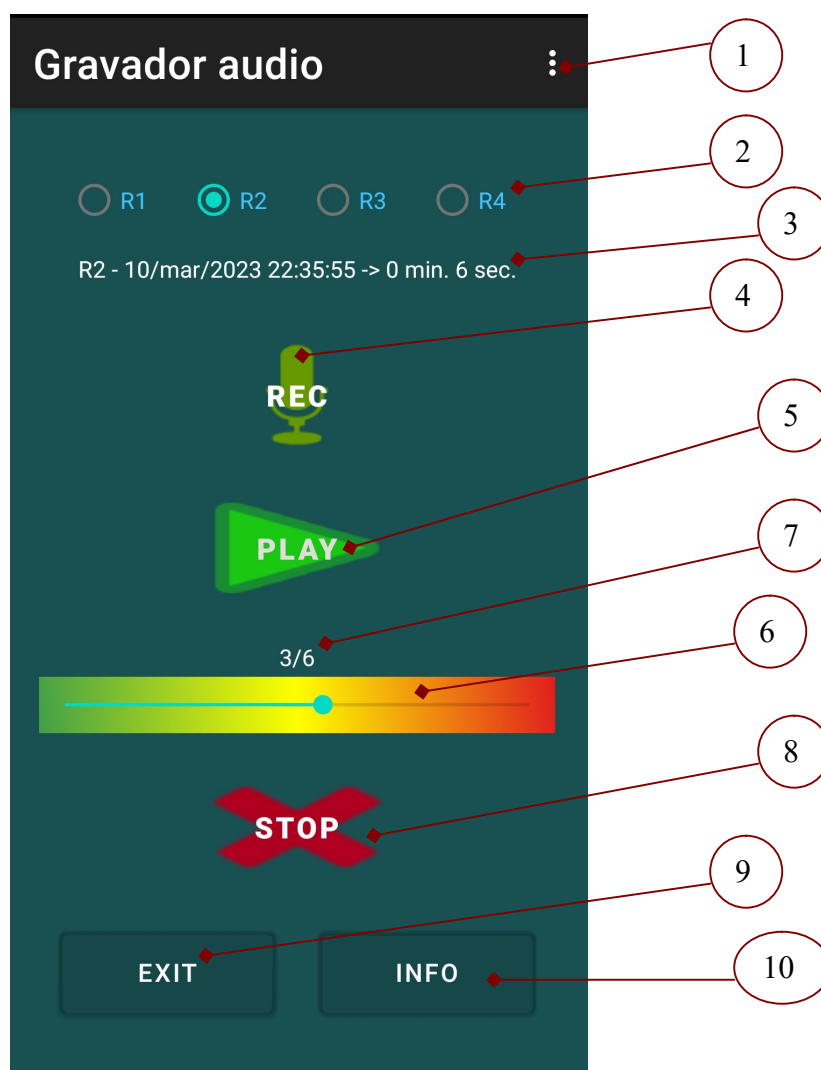 Gravador audio
1
2
R1 R2 R3 R4
3
R2 - 10/mar/2023 22:35:55 -> 0 min. 6 sec.
4
REC
5
PLAY
7
6
3/6
8
STOP
9
EXIT INFO
10